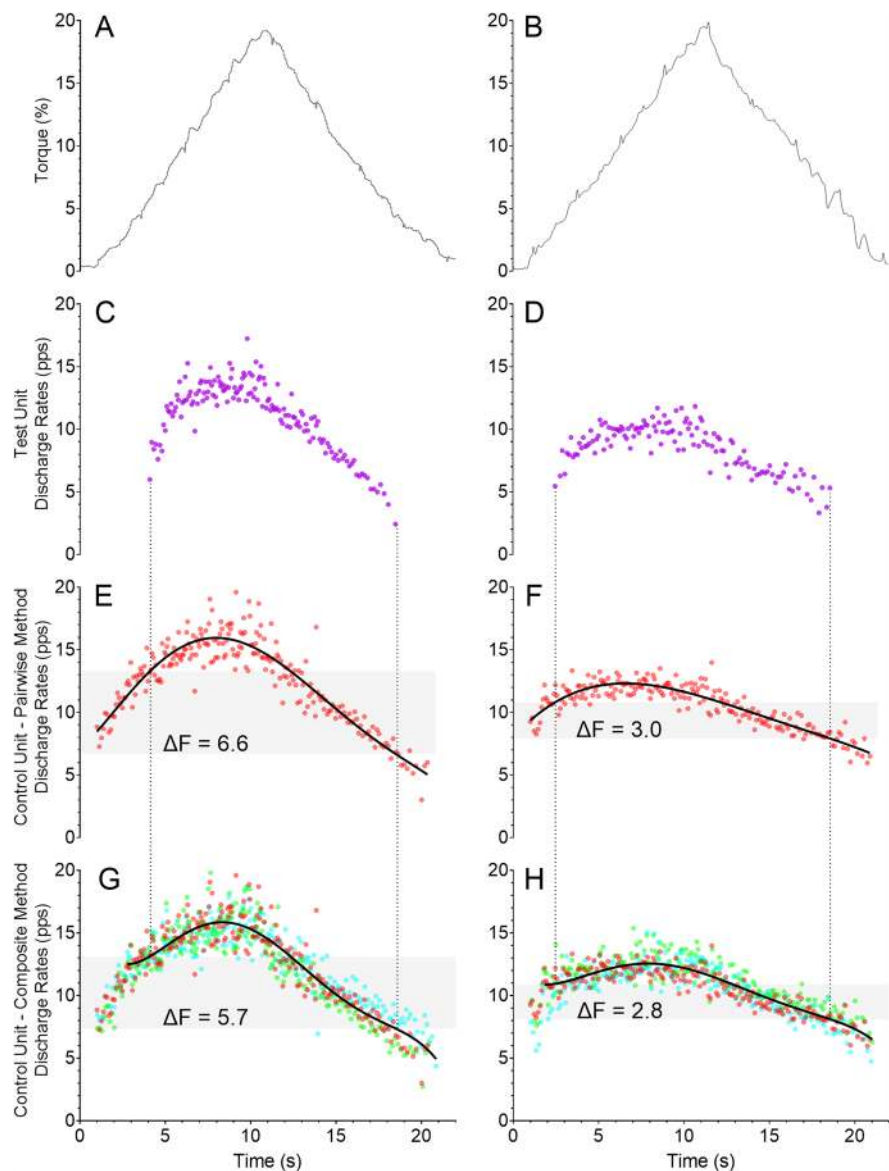 A
B
Torque (%)
20
15
10
5
0
20
15
10
5
0
C
D
Test Unit
Discharge Rates (pps)
20
15
10
5
0
20
15
10
5
0
E
F
Control Unit - Pairwise Method
Discharge Rates (pps)
20
15
10
5
0
ΔF = 6.6
20
15
10
5
0
ΔF = 3.0
G
H
Control Unit - Composite Method
Discharge Rates (pps)
20
15
10
5
0
ΔF = 5.7
20
15
10
5
0
ΔF = 2.8
0 5 10 15 20
0 5 10 15 20
Time (s)
Time (s)